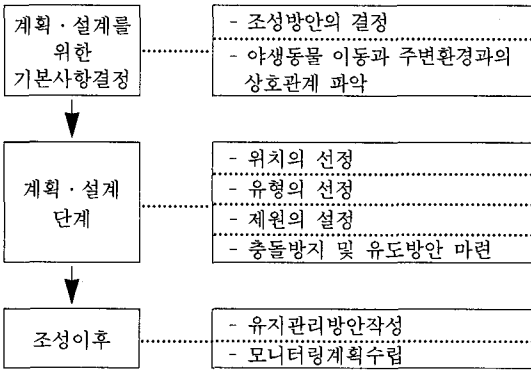 계획 · 설계를
위한
기본사항결정
- 조성방안의 결정
- 야생동물 이동과 주변환경과의
상호관계 파악
계획 · 설계
단계
- 위치의 선정
- 유형의 선정
- 제원의 설정
- 충돌방지 및 유도방안 마련
조성이후
- 유지관리방안작성
- 모니터링계획수립